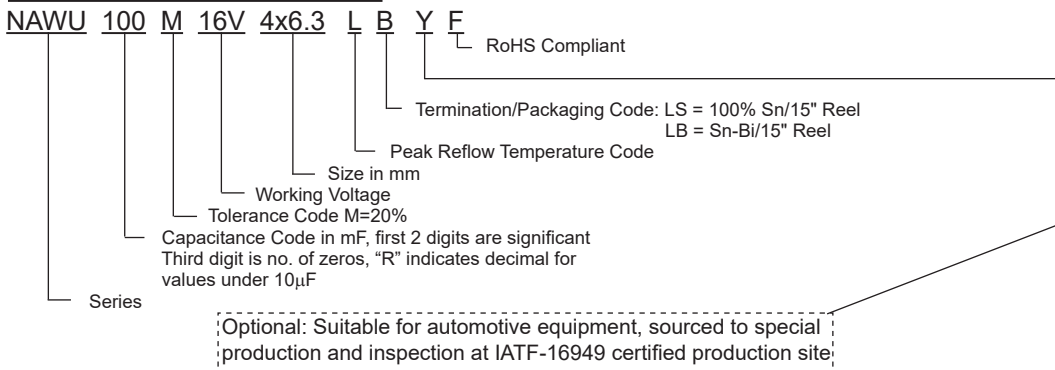 NAWU 100 M 16V 4x6.3 L B Y F
RoHS Compliant
Termination/Packaging Code: LS = 100% Sn/15" Reel
LB = Sn-Bi/15" Reel
Peak Reflow Temperature Code
Size in mm
Working Voltage
Tolerance Code M=20%
Capacitance Code in mF, first 2 digits are significant
Third digit is no. of zeros, “R” indicates decimal for
values under 10μF
Series
Optional: Suitable for automotive equipment, sourced to special
production and inspection at IATF-16949 certified production site